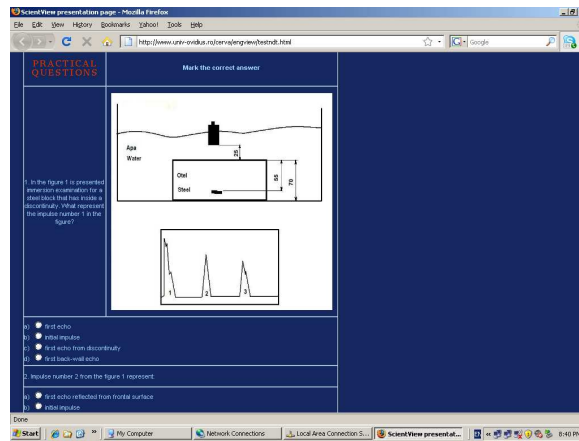 ScientView presentation page - Mozilla Firefox
File Edit View History Bookmarks Yahoo! Tools Help
http://www.univ-ovidius.ro/cerva/engview/testndt.html
Google
PRACTICAL
QUESTIONS
Mark the correct answer
1. In the figure 1 is presented
immersion examination for a
steel block that has inside a
discontinuity. What represent
the impulse number 1 in the
figure?
Apa
Water
25
Otel
Steel
55
70
1 2 3
a) first echo
b) initial impulse
c) first echo from discontinuity
d) first back-wall echo
2. Impulse number 2 from the figure 1 represent:
a) first echo reflected from frontal surface
b) initial impulse
Done
Start
My Computer
Network Connections
Local Area Connection S...
ScientView presentat...
8:40 PM